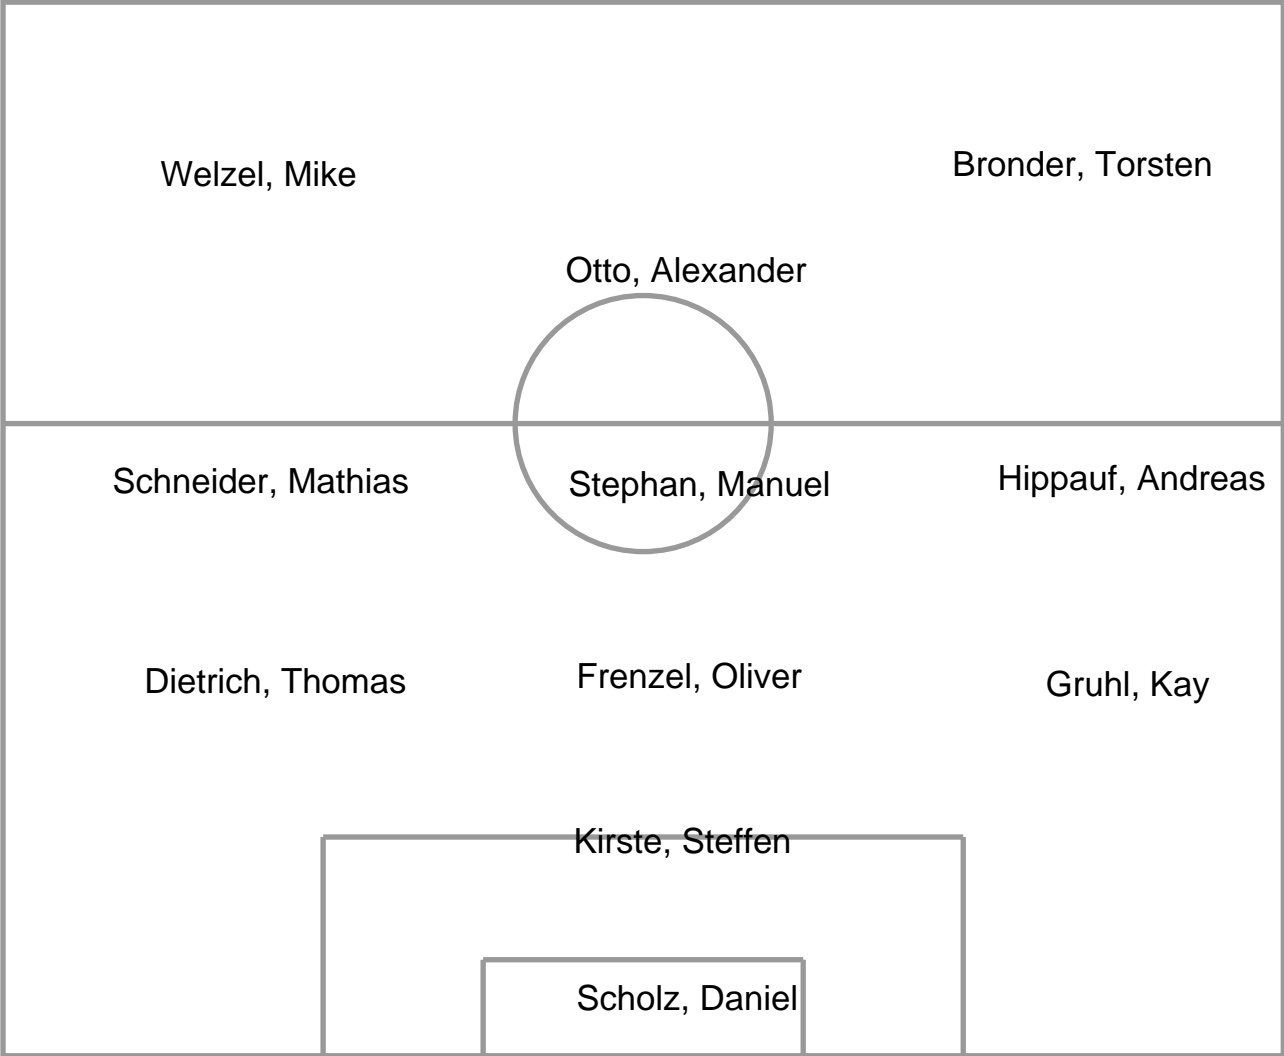 Welzel, Mike
Bronder, Torsten
Otto, Alexander
Schneider, Mathias
Stephan, Manuel
Hippauf, Andreas
Dietrich, Thomas
Frenzel, Oliver
Gruhl, Kay
Kirste, Steffen
Scholz, Daniel